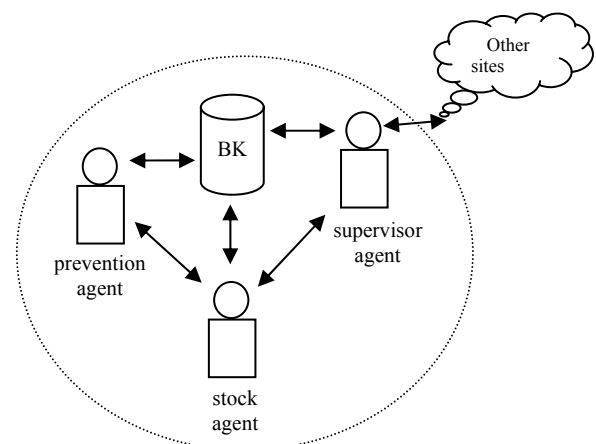 Other
sites
BK
supervisor
agent
prevention
agent
stock
agent